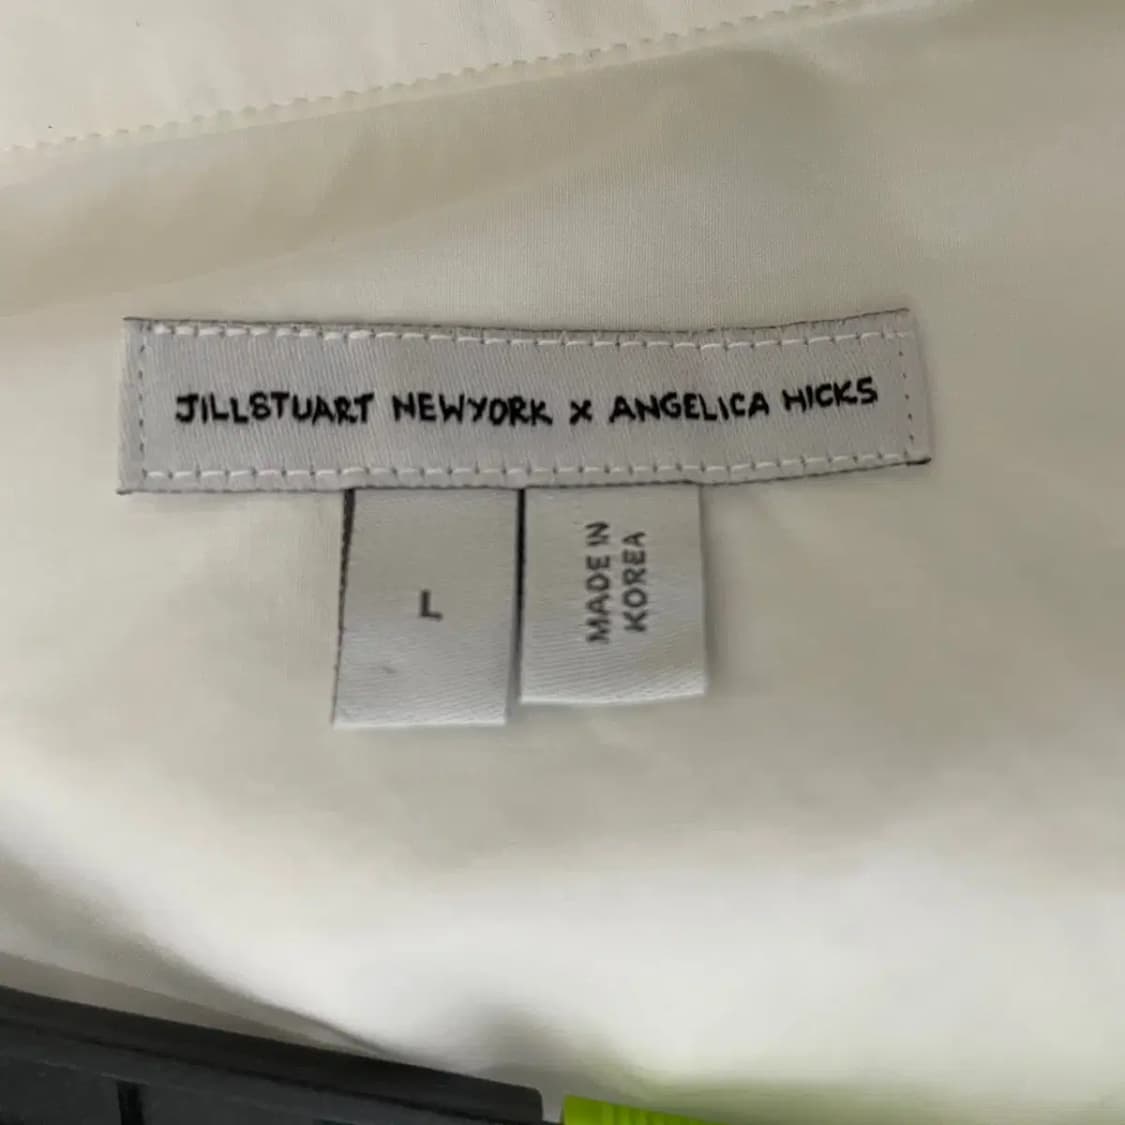 JILLSTUART NEWYORK X ANGELICA HICKS
L
MADE IN
KOREA